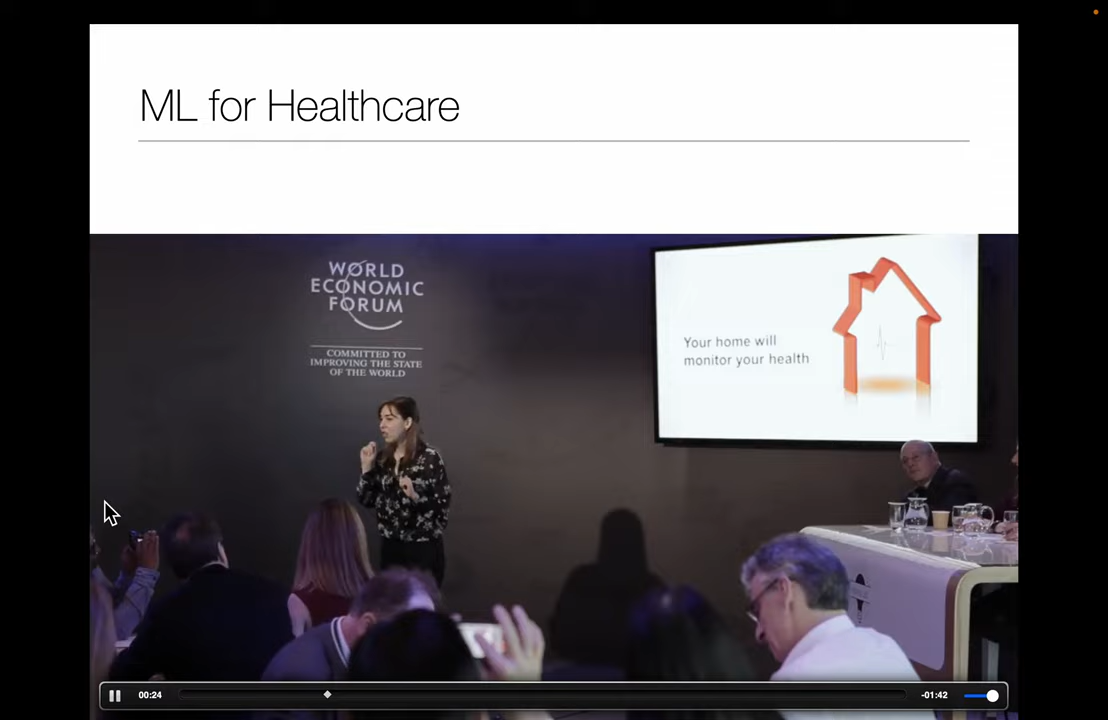 ML for Healthcare
WORLD
ECONOMIC
FORUM
COMMITTED TO
IMPROVING THE STATE
OF THE WORLD
Your home will
monitor your health
00:24
-01:42